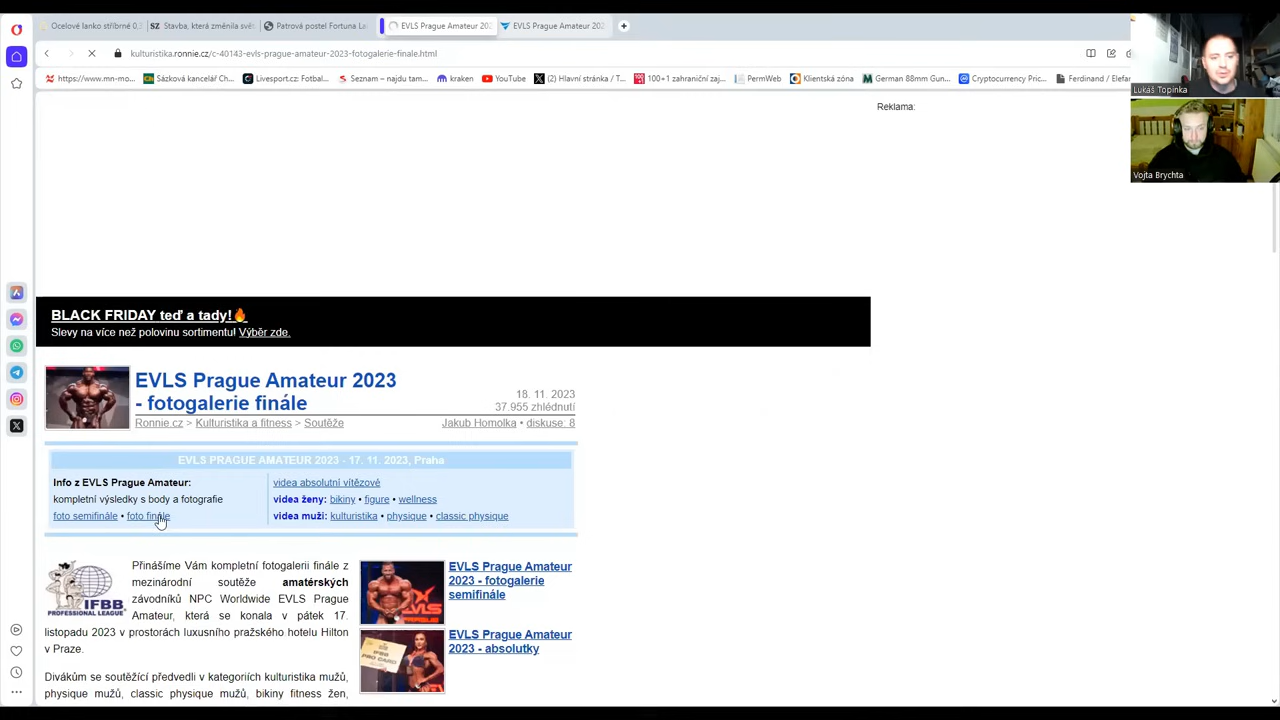 Ocelové lanko stříbrné 0,
Stavba, která změnila svě
Patrová postel Fortuna La
EVLS Prague Amateur 202
EVLS Prague Amateur 202
kulturistika.ronnie.cz/c-40143-evls-prague-amateur-2023-fotogalerie-finale.html
https://www.mn-mo...
Sázková kancelář Ch...
Livesport.cz: Fotbal...
Seznam – najdu tam...
kraken
YouTube
(2) Hlavní stránka / T...
100+1 zahraniční zaj...
PermWeb
Klientská zóna
German 88mm Gun...
Cryptocurrency Pric...
Ferdinand / Elefan
Lukáš Topinka
Vojta Brychta
Reklama:
BLACK FRIDAY teď a tady!🔥
Slevy na více než polovinu sortimentu! Výběr zde.
EVLS Prague Amateur 2023
- fotogalerie finále
18. 11. 2023
37.955 zhlédnutí
Ronnie.cz > Kulturistika a fitness > Soutěže
Jakub Homolka • diskuse: 8
EVLS PRAGUE AMATEUR 2023 - 17. 11. 2023, Praha
Info z EVLS Prague Amateur:
kompletní výsledky s body a fotografie
foto semifinále • foto finále
videa absolutní vítězové
videa ženy: bikiny • figure • wellness
videa muži: kulturistika • physique • classic physique
IFBB
PROFESSIONAL LEAGUE
Přinášíme Vám kompletní fotogalerii finále z
mezinárodní soutěže amatérských
závodníků NPC Worldwide EVLS Prague
Amateur, která se konala v pátek 17.
listopadu 2023 v prostorách luxusního pražského hotelu Hilton
v Praze.
Divákům se soutěžící předvedli v kategoriích kulturistika mužů,
physique mužů, classic physique mužů, bikiny fitness žen,
EVLS Prague Amateur
2023 - fotogalerie
semifinále
EVLS Prague Amateur
2023 - absolutky